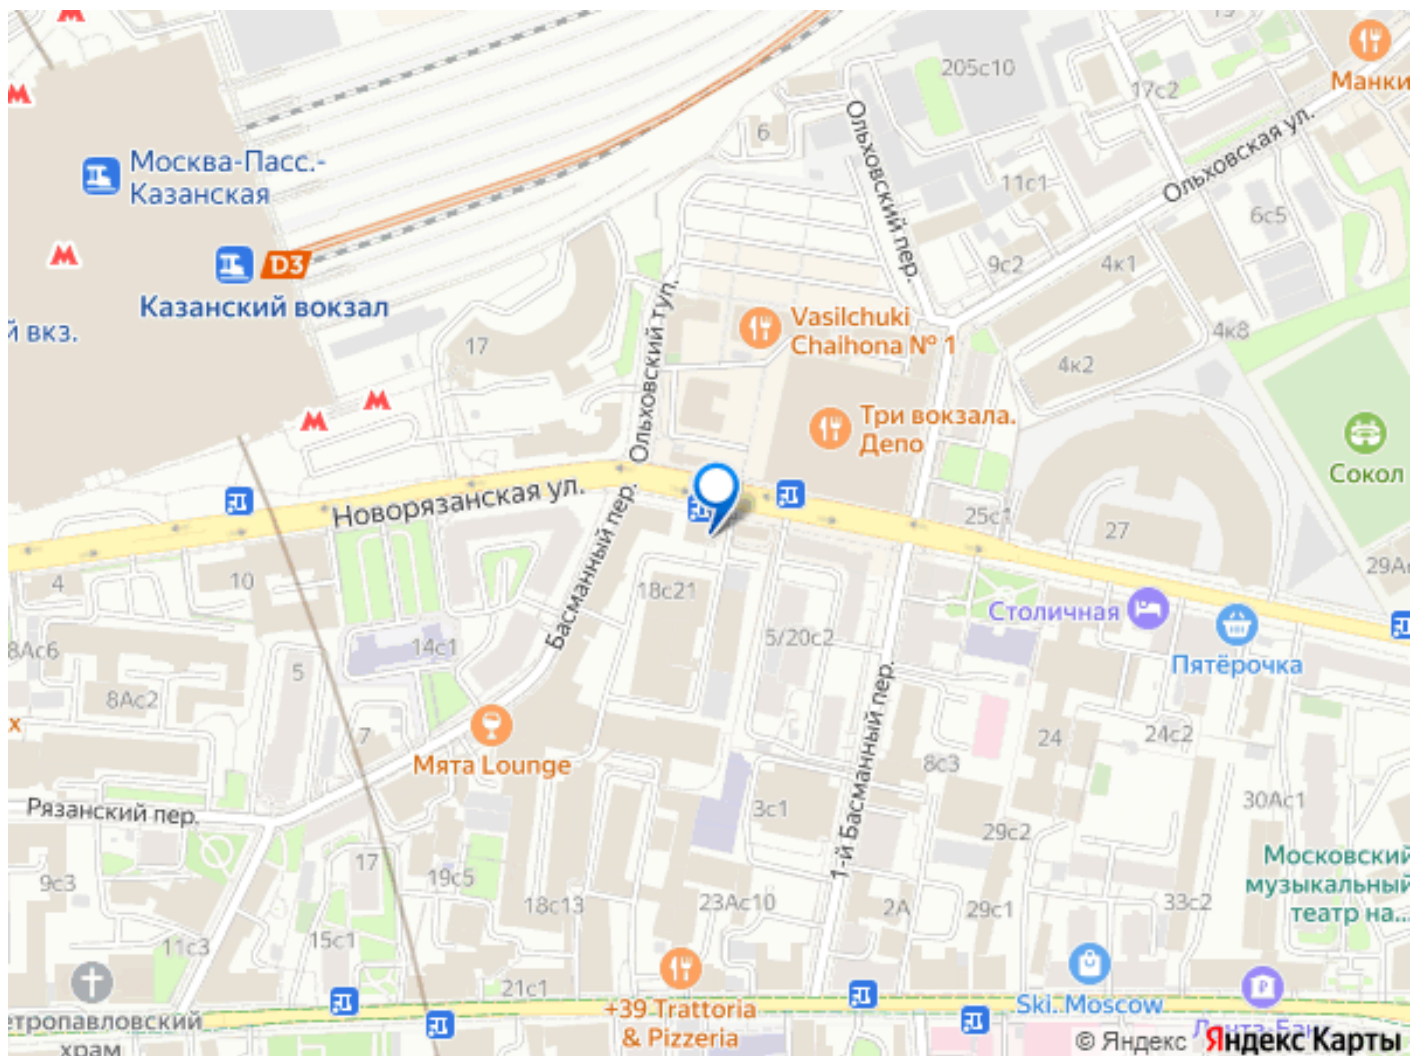 205с10
17с2
Манки
6
Ольховский пер.
Ольховская ул.
Москва-Пасс.-
Казанская
11с1
6с5
D3
Казанский вокзал
9с2
4к1
й вкз.
17
Ольховский туп.
Vasilchuki
Chaihona № 1
4к8
4к2
Три вокзала.
Депо
Сокол
Новорязанская ул.
25с1
27
29А
4
10
Басманный пер.
18с21
Столичная
5/20с2
Пятёрочка
8Ас6
14с1
5
8Ас2
х
7
Мята Lounge
1-й Басманный пер.
24
24с2
8с3
Рязанский пер.
3с1
30Ас1
29с2
17
19с5
9с3
Московский
музыкальный
театр на...
18с13
23Ас10
2А
29с1
33с2
11с3
15с1
21с1
+39 Trattoria
& Pizzeria
Ski. Moscow
етропавловский
храм
© Яндекс Яндекс Карты